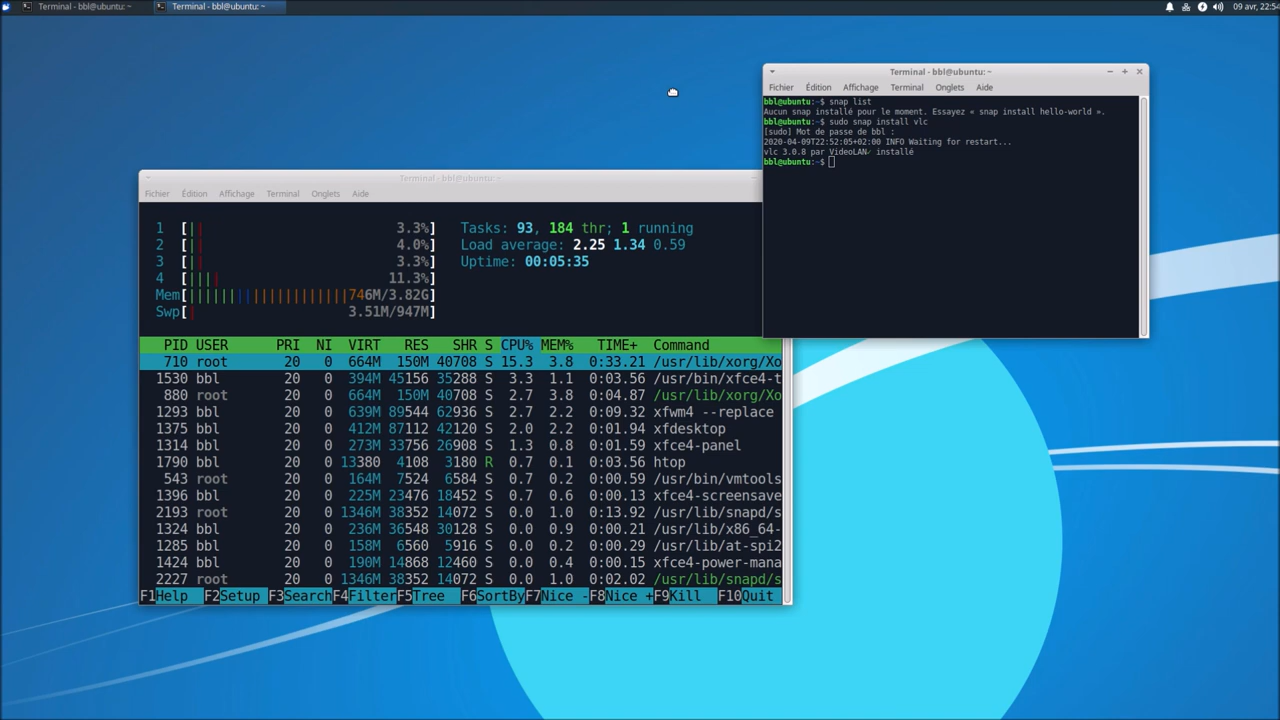 Terminal - bbl@ubuntu: ~
Terminal - bbl@ubuntu: ~
09 avr, 22:54
Terminal - bbl@ubuntu: ~
Fichier Édition Affichage Terminal Onglets Aide
bbl@ubuntu:~$ snap list
Aucun snap installé pour le moment. Essayez « snap install hello-world ».
bbl@ubuntu:~$ sudo snap install vlc
[sudo] Mot de passe de bbl :
2020-04-09T22:52:05+02:00 INFO Waiting for restart...
vlc 3.0.8 par VideoLAN✓ installé
bbl@ubuntu:~$
Terminal - bbl@ubuntu: ~
Fichier Édition Affichage Terminal Onglets Aide
1 [|| 3.3%] Tasks: 93, 184 thr; 1 running
2 [|| 4.0%] Load average: 2.25 1.34 0.59
3 [|| 3.3%] Uptime: 00:05:35
4 [|||| 11.3%]
Mem[||||||||||||||||||||746M/3.82G]
Swp[| 3.51M/947M]
PID USER PRI NI VIRT RES SHR S CPU% MEM% TIME+ Command
710 root 20 0 664M 150M 40708 S 15.3 3.8 0:33.21 /usr/lib/xorg/Xo
1530 bbl 20 0 394M 45156 35288 S 3.3 1.1 0:03.56 /usr/bin/xfce4-t
880 root 20 0 664M 150M 40708 S 2.7 3.8 0:04.87 /usr/lib/xorg/Xo
1293 bbl 20 0 639M 89544 62936 S 2.7 2.2 0:09.32 xfwm4 --replace
1375 bbl 20 0 412M 87112 42120 S 2.0 2.2 0:01.94 xfdesktop
1314 bbl 20 0 273M 33756 26908 S 1.3 0.8 0:01.59 xfce4-panel
1790 bbl 20 0 13380 4108 3180 R 0.7 0.1 0:03.56 htop
543 root 20 0 164M 7524 6584 S 0.7 0.2 0:00.59 /usr/bin/vmtools
1396 bbl 20 0 225M 23476 18452 S 0.7 0.6 0:00.13 xfce4-screensave
2193 root 20 0 1346M 38352 14072 S 0.0 1.0 0:13.92 /usr/lib/snapd/s
1324 bbl 20 0 236M 36548 30128 S 0.0 0.9 0:00.21 /usr/lib/x86_64-
1285 bbl 20 0 158M 6560 5916 S 0.0 0.2 0:00.29 /usr/lib/at-spi2
1424 bbl 20 0 190M 14868 12460 S 0.0 0.4 0:00.15 xfce4-power-mana
2227 root 20 0 1346M 38352 14072 S 0.0 1.0 0:02.02 /usr/lib/snapd/s
F1Help F2Setup F3SearchF4FilterF5Tree F6SortByF7Nice -F8Nice +F9Kill F10Quit